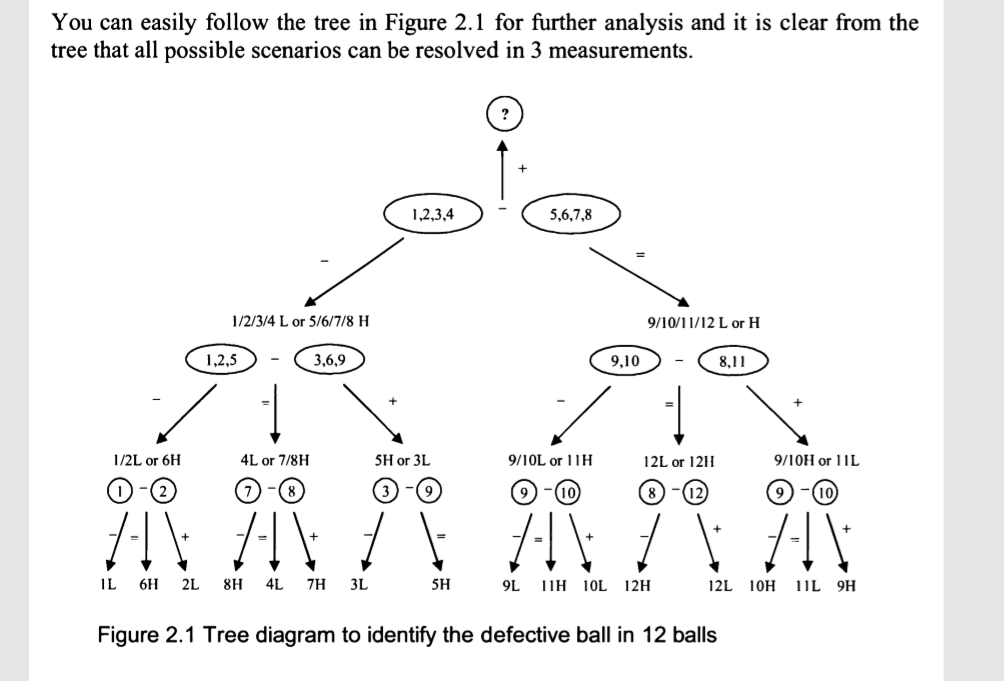 You can easily follow the tree in Figure 2.1 for further analysis and it is clear from the
tree that all possible scenarios can be resolved in 3 measurements.
?
+
1,2,3,4 − 5,6,7,8
− =
1/2/3/4 L or 5/6/7/8 H 9/10/11/12 L or H
1,2,5 − 3,6,9 9,10 − 8,11
− = + − = +
1/2L or 6H 4L or 7/8H 5H or 3L 9/10L or 11H 12L or 12H 9/10H or 11L
1 − 2 7 − 8 3 − 9 9 − 10 8 − 12 9 − 10
− = + − = + − = − = + − + − = +
1L 6H 2L 8H 4L 7H 3L 5H 9L 11H 10L 12H 12L 10H 11L 9H
Figure 2.1 Tree diagram to identify the defective ball in 12 balls